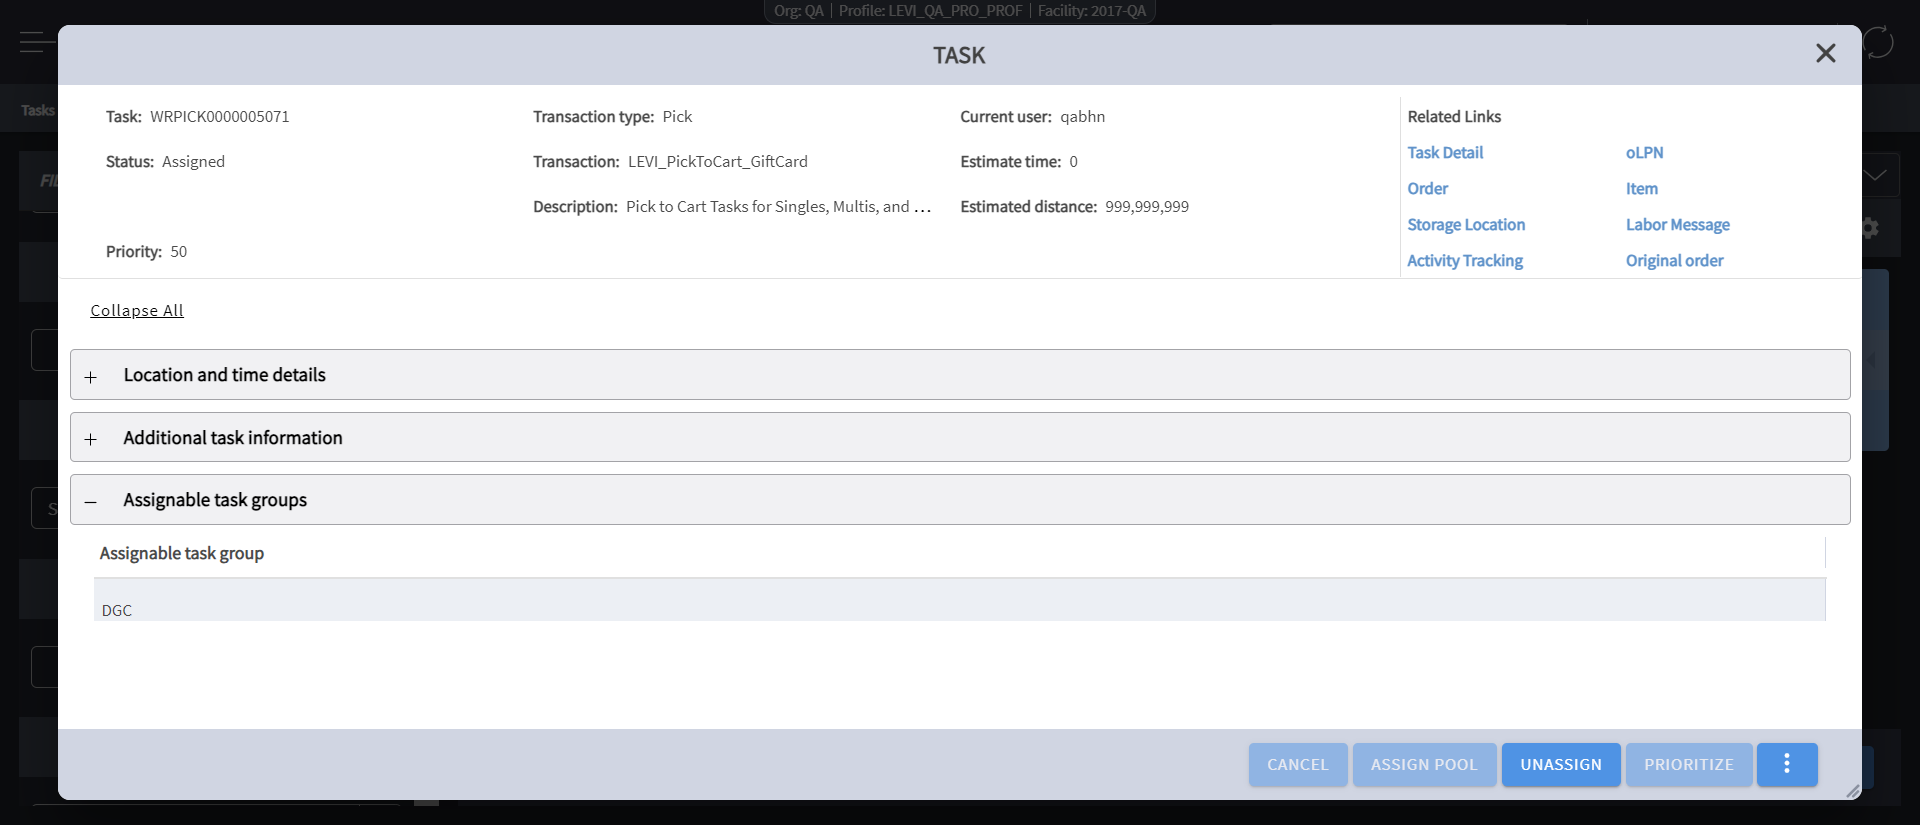 Org: QA | Profile: LEVI_QA_PRO_PROF | Facility: 2017-QA
TASK
Tasks
Task: WRPICK0000005071
Transaction type: Pick
Current user: qabhn
Related Links
Status: Assigned
Transaction: LEVI_PickToCart_GiftCard
Estimate time: 0
Task Detail
oLPN
Description: Pick to Cart Tasks for Singles, Multis, and ...
Estimated distance: 999,999,999
Order
Item
Storage Location
Labor Message
Priority: 50
Activity Tracking
Original order
Collapse All
+ Location and time details
+ Additional task information
– Assignable task groups
Assignable task group
DGC
CANCEL
ASSIGN POOL
UNASSIGN
PRIORITIZE